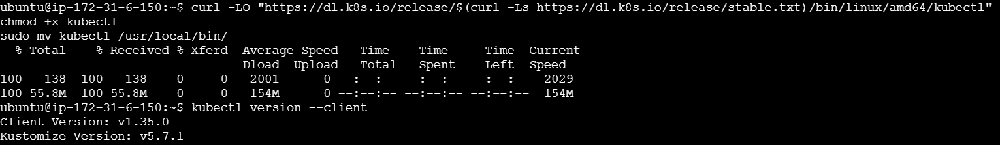 ubuntu@ip-172-31-6-150:~$ curl -LO "https://dl.k8s.io/release/$(curl -Ls https://dl.k8s.io/release/stable.txt)/bin/linux/amd64/kubectl"
chmod +x kubectl
sudo mv kubectl /usr/local/bin/
  % Total    % Received % Xferd  Average Speed   Time    Time     Time  Current
                                 Dload  Upload   Total   Spent    Left  Speed
100   138  100   138    0     0   2001      0 --:--:-- --:--:-- --:--:--  2029
100 55.8M  100 55.8M    0     0   154M      0 --:--:-- --:--:-- --:--:--  154M
ubuntu@ip-172-31-6-150:~$ kubectl version --client
Client Version: v1.35.0
Kustomize Version: v5.7.1